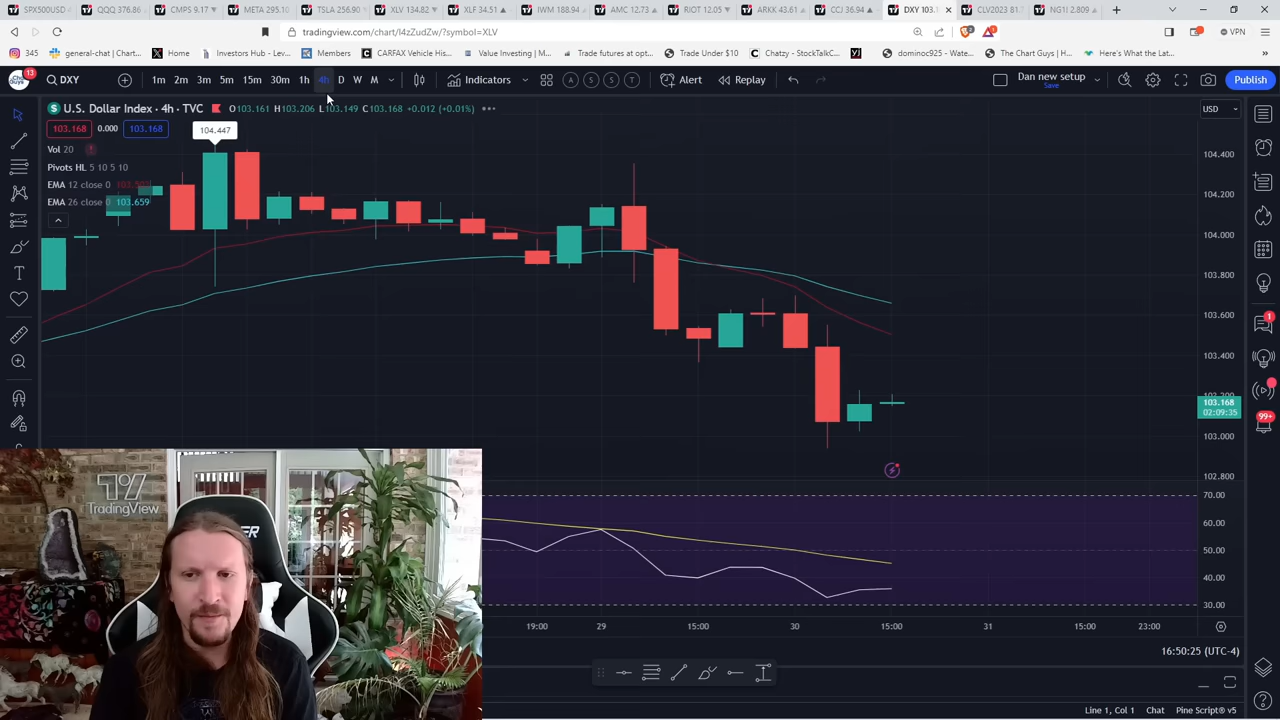 SPX500USD QQQ 376.86 CMPS 9.17 ▼ META 295.10 TSLA 256.90 XLV 134.82 ▼ XLF 34.51 ▲ IWM 188.94 AMC 12.73 ▲ RIOT 12.05 ▼ ARKK 43.61 CCJ 36.94 ▲ DXY 103.1 × CLV2023 81.7 NG1! 2.809 ▲
tradingview.com/chart/I4zZudZw/?symbol=XLV VPN
345 general-chat | Chart... Home Investors Hub - Lev... Members CARFAX Vehicle His... Value Investing | M... Trade futures at opt... Trade Under $40 Chatzy - StockTalkC... dominoc925 - Wate... The Chart Guys | H... Here's What the Lat...
13 DXY 1m 2m 3m 5m 15m 30m 1h 4h D W M Indicators Alert Replay Dan new setup Save Publish
U.S. Dollar Index · 4h · TVC O103.161 H103.206 L103.149 C103.168 +0.012 (+0.01%) USD
103.168 0.000 103.168 104.447
Vol 20
Pivots HL 5 10 5 10
EMA 12 close 0
EMA 26 close 0 103.659
104.400
104.200
104.000
103.800
103.600
103.400
103.168
02:09:35
103.000
102.800
70.00
60.00
50.00
40.00
30.00
TradingView
19:00 29 15:00 30 15:00 31 15:00 23:00
16:50:25 (UTC-4)
Line 1, Col 1 Chat Pine Script® v5
1
99+